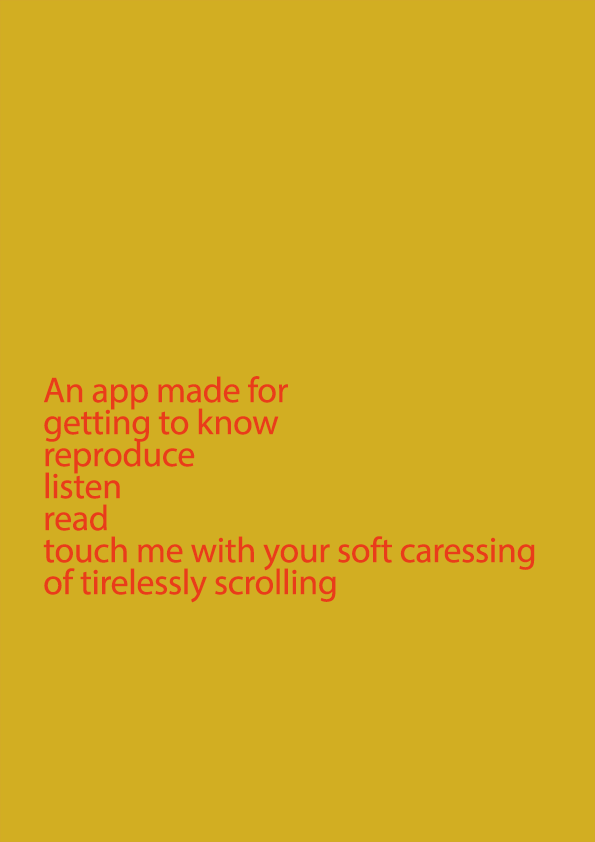 An app made for
getting to know
reproduce
listen
read
touch me with your soft caressing
of tirelessly scrolling